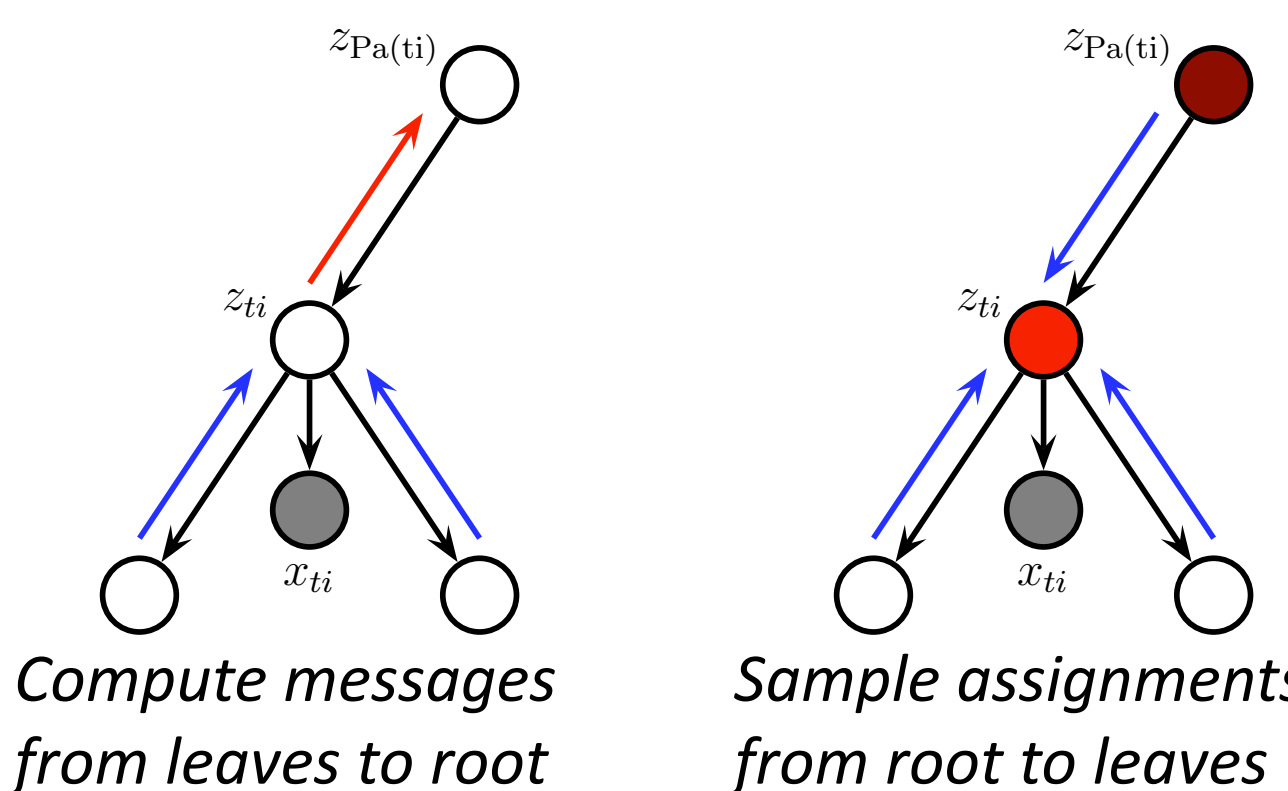 z_{Pa(ti)}
z_{ti}
x_{ti}
Compute messages
from leaves to root
z_{Pa(ti)}
z_{ti}
x_{ti}
Sample assignments
from root to leaves